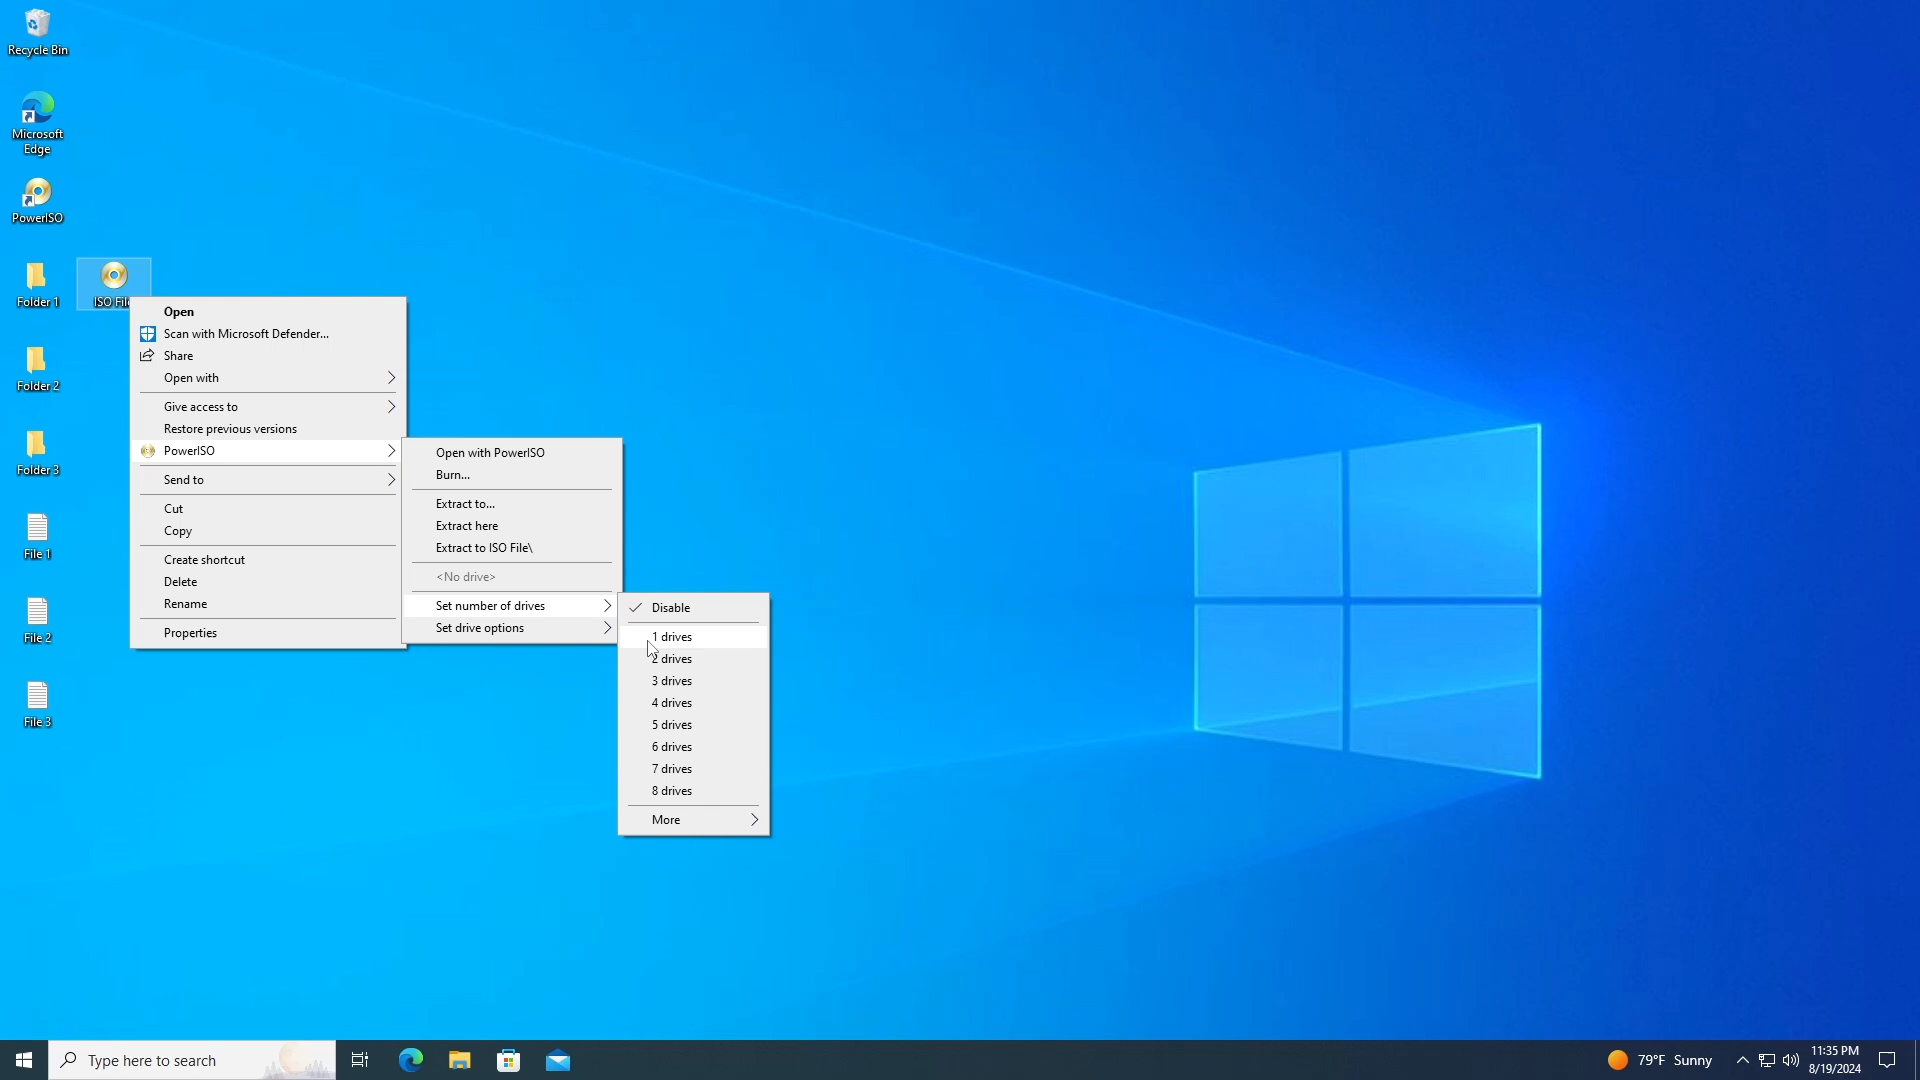 Recycle Bin
Microsoft
Edge
PowerISO
Folder 1
ISO File
Folder 2
Folder 3
File 1
File 2
File 3
Open
Scan with Microsoft Defender...
Share
Open with
Give access to
Restore previous versions
PowerISO
Send to
Cut
Copy
Create shortcut
Delete
Rename
Properties
Open with PowerISO
Burn...
Extract to...
Extract here
Extract to ISO File\
<No drive>
Set number of drives
Set drive options
Disable
1 drives
2 drives
3 drives
4 drives
5 drives
6 drives
7 drives
8 drives
More
Type here to search
79°F Sunny
11:35 PM
8/19/2024